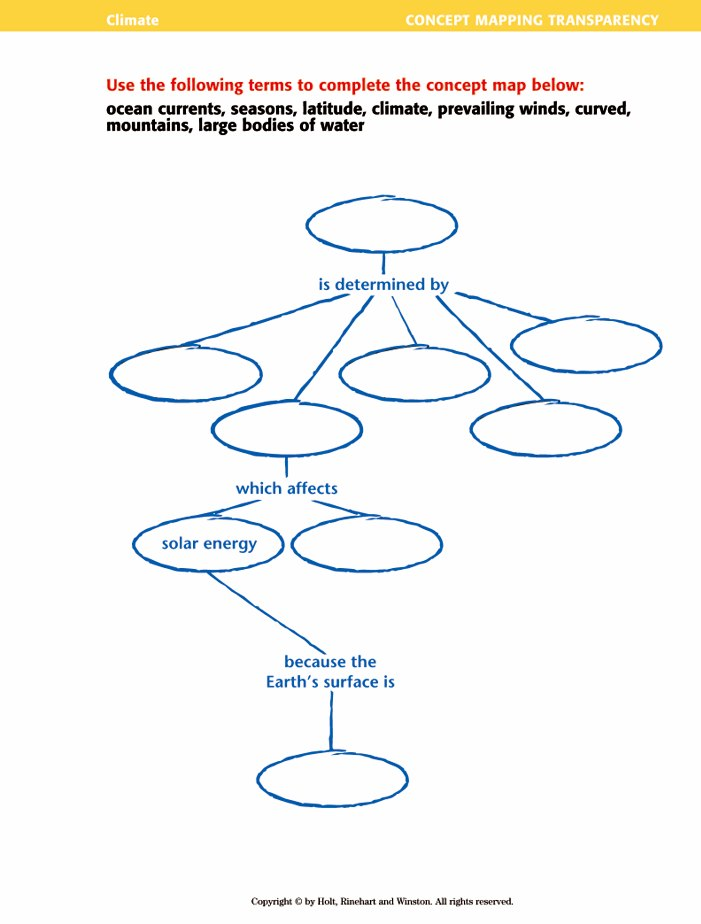 Climate
CONCEPT MAPPING TRANSPARENCY
Use the following terms to complete the concept map below:
ocean currents, seasons, latitude, climate, prevailing winds, curved,
mountains, large bodies of water
is determined by
which affects
solar energy
because the
Earth's surface is
Copyright © by Holt, Rinehart and Winston. All rights reserved.